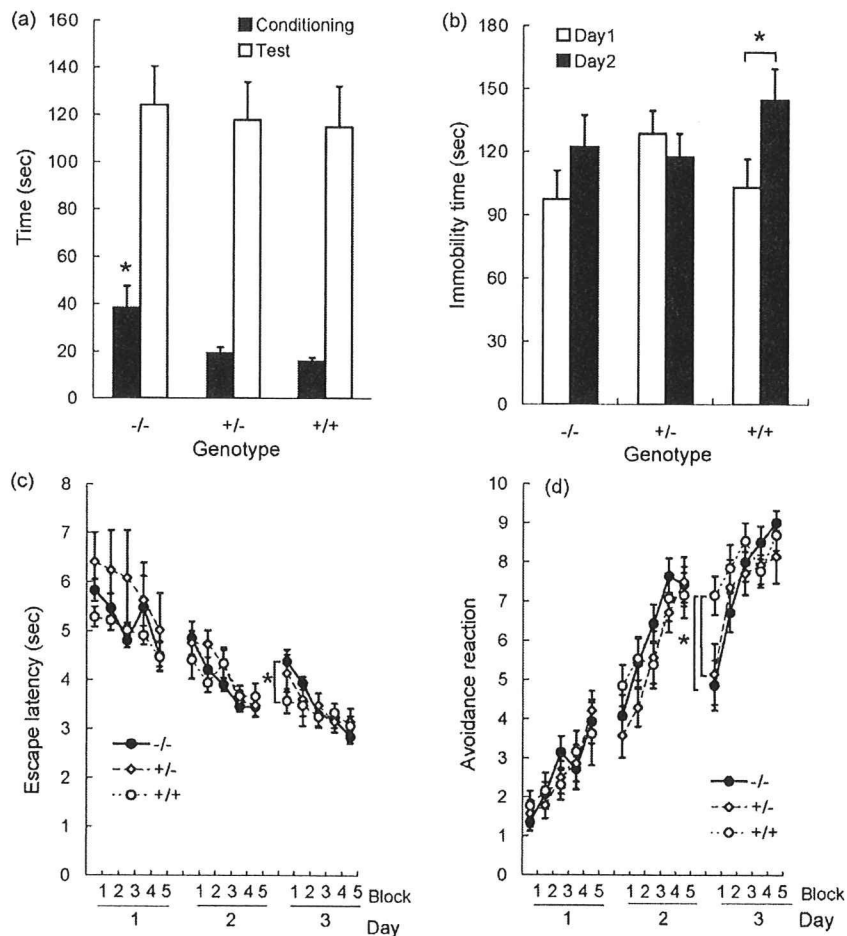 (a)
160
140
120
100
80
60
40
20
0
Time (sec)
Conditioning
Test
*
-/-
+/-
+/+
Genotype
(b)
180
150
120
90
60
30
0
Immobility time (sec)
Day1
Day2
*
-/-
+/-
+/+
Genotype
(c)
8
7
6
5
4
3
2
1
0
Escape latency (sec)
*
-/-
+/-
+/+
1 2 3 4 5 1 2 3 4 5 1 2 3 4 5 Block
1 2 3 Day
(d)
10
9
8
7
6
5
4
3
2
1
0
Avoidance reaction
*
-/-
+/-
+/+
1 2 3 4 5 1 2 3 4 5 1 2 3 4 5 Block
1 2 3 Day